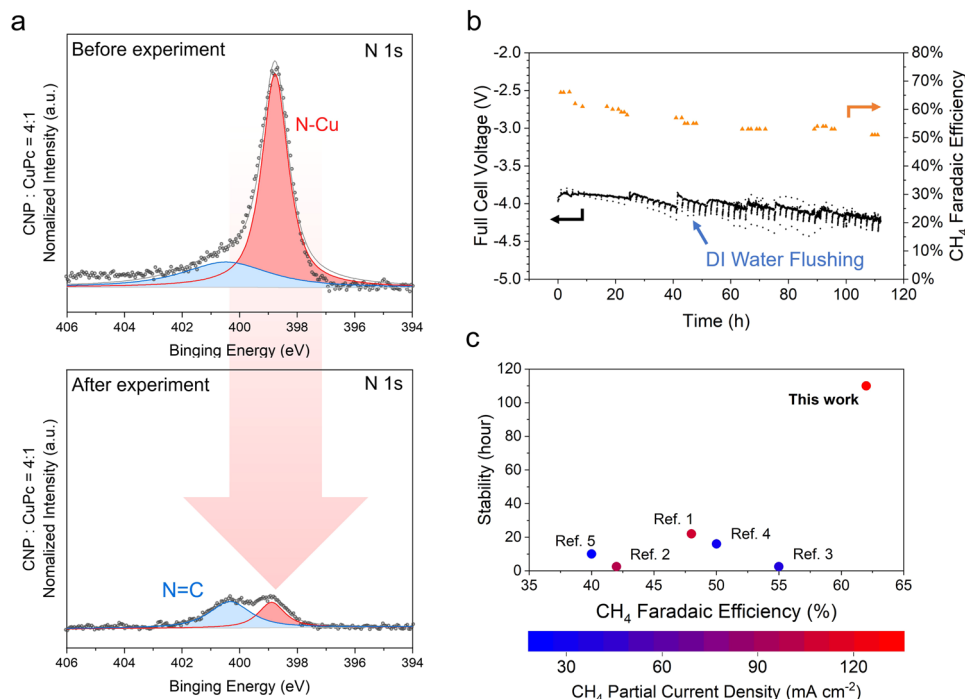 a
Before experiment
N 1s
CNP : CuPc = 4:1
Normalized Intensity (a.u.)
N-Cu
406 404 402 400 398 396 394
Binging Energy (eV)
After experiment
N 1s
CNP : CuPc = 4:1
Normalized Intensity (a.u.)
N=C
406 404 402 400 398 396 394
Binging Energy (eV)
b
-2.0
-2.5
-3.0
-3.5
-4.0
-4.5
-5.0
Full Cell Voltage (V)
80%
70%
60%
50%
40%
30%
20%
10%
0%
CH₄ Faradaic Efficiency
DI Water Flushing
0 20 40 60 80 100 120
Time (h)
c
120
100
80
60
40
20
0
Stability (hour)
This work
Ref. 1
Ref. 5
Ref. 2
Ref. 4
Ref. 3
35 40 45 50 55 60 65
CH₄ Faradaic Efficiency (%)
30 60 90 120
CH₄ Partial Current Density (mA cm⁻²)